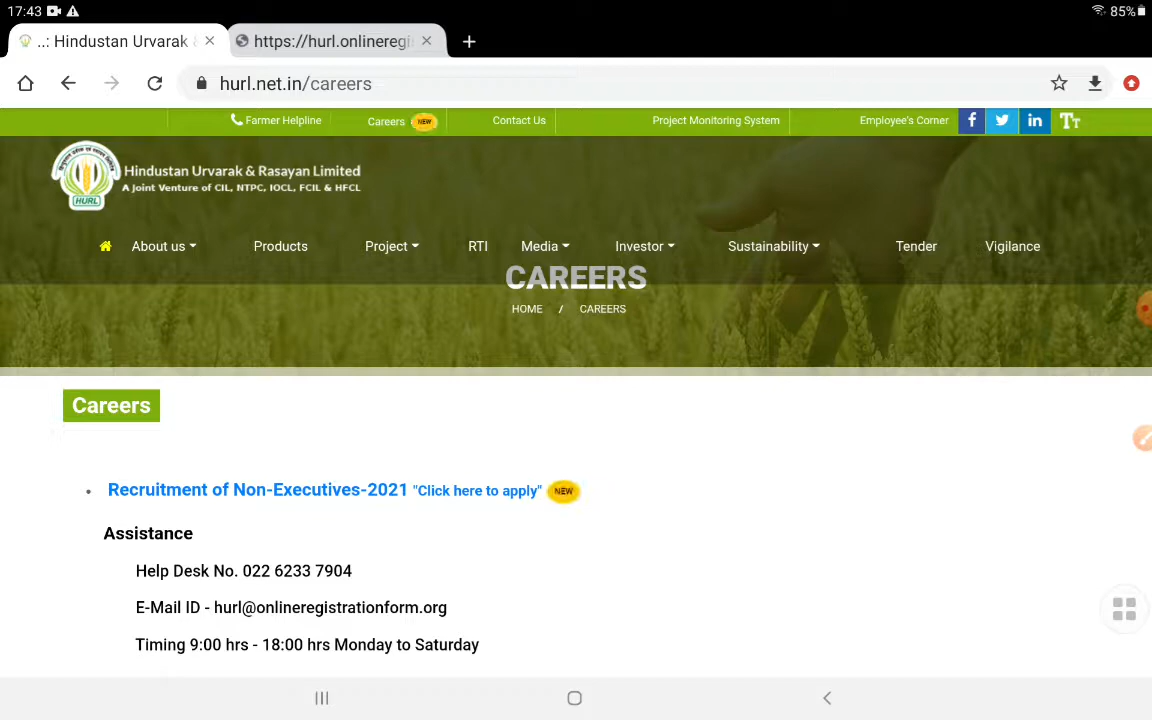 17:43
85%
..: Hindustan Urvarak &
https://hurl.onlineregi
hurl.net.in/careers
Farmer Helpline
Careers NEW
Contact Us
Project Monitoring System
Employee's Corner
Hindustan Urvarak & Rasayan Limited
A Joint Venture of CIL, NTPC, IOCL, FCIL & HFCL
HURL
About us
Products
Project
RTI
Media
Investor
Sustainability
Tender
Vigilance
CAREERS
HOME / CAREERS
Careers
• Recruitment of Non-Executives-2021 "Click here to apply" NEW
Assistance
Help Desk No. 022 6233 7904
E-Mail ID - hurl@onlineregistrationform.org
Timing 9:00 hrs - 18:00 hrs Monday to Saturday